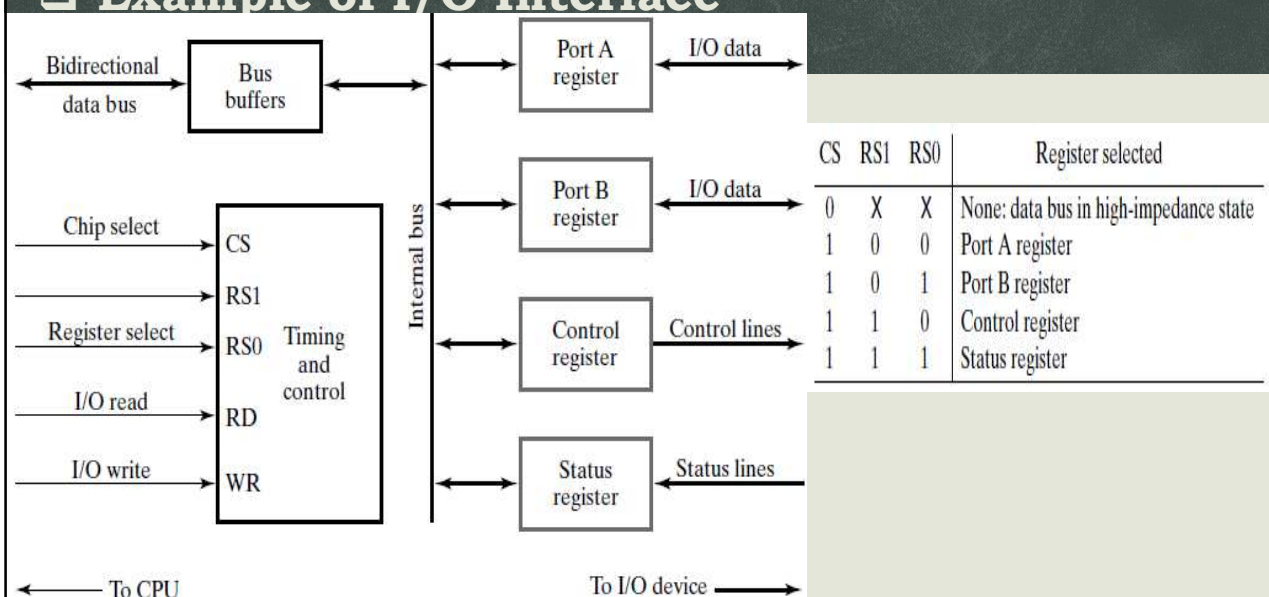 Example of I/O Interface
Bidirectional
data bus
Bus
buffers
Chip select
Register select
I/O read
I/O write
CS
RS1
RS0
RD
WR
Timing
and
control
Internal bus
Port A
register
I/O data
Port B
register
I/O data
Control
register
Control lines
Status
register
Status lines
To CPU
To I/O device
CS RS1 RS0 Register selected
0 X X None: data bus in high-impedance state
1 0 0 Port A register
1 0 1 Port B register
1 1 0 Control register
1 1 1 Status register